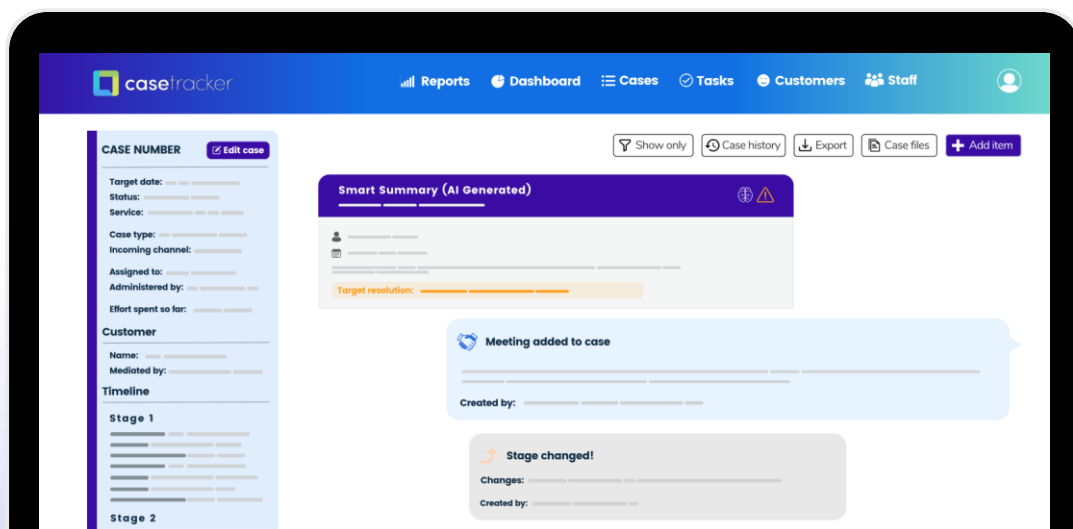 casetracker
Reports Dashboard Cases Tasks Customers Staff
Show only Case history Export Case files Add item
CASE NUMBER Edit case
Target date:
Status:
Service:
Case type:
Incoming channel:
Assigned to:
Administered by:
Effort spent so far:
Customer
Name:
Mediated by:
Timeline
Stage 1
Stage 2
Smart Summary (AI Generated)
Target resolution:
Meeting added to case
Created by:
Stage changed!
Changes:
Created by: